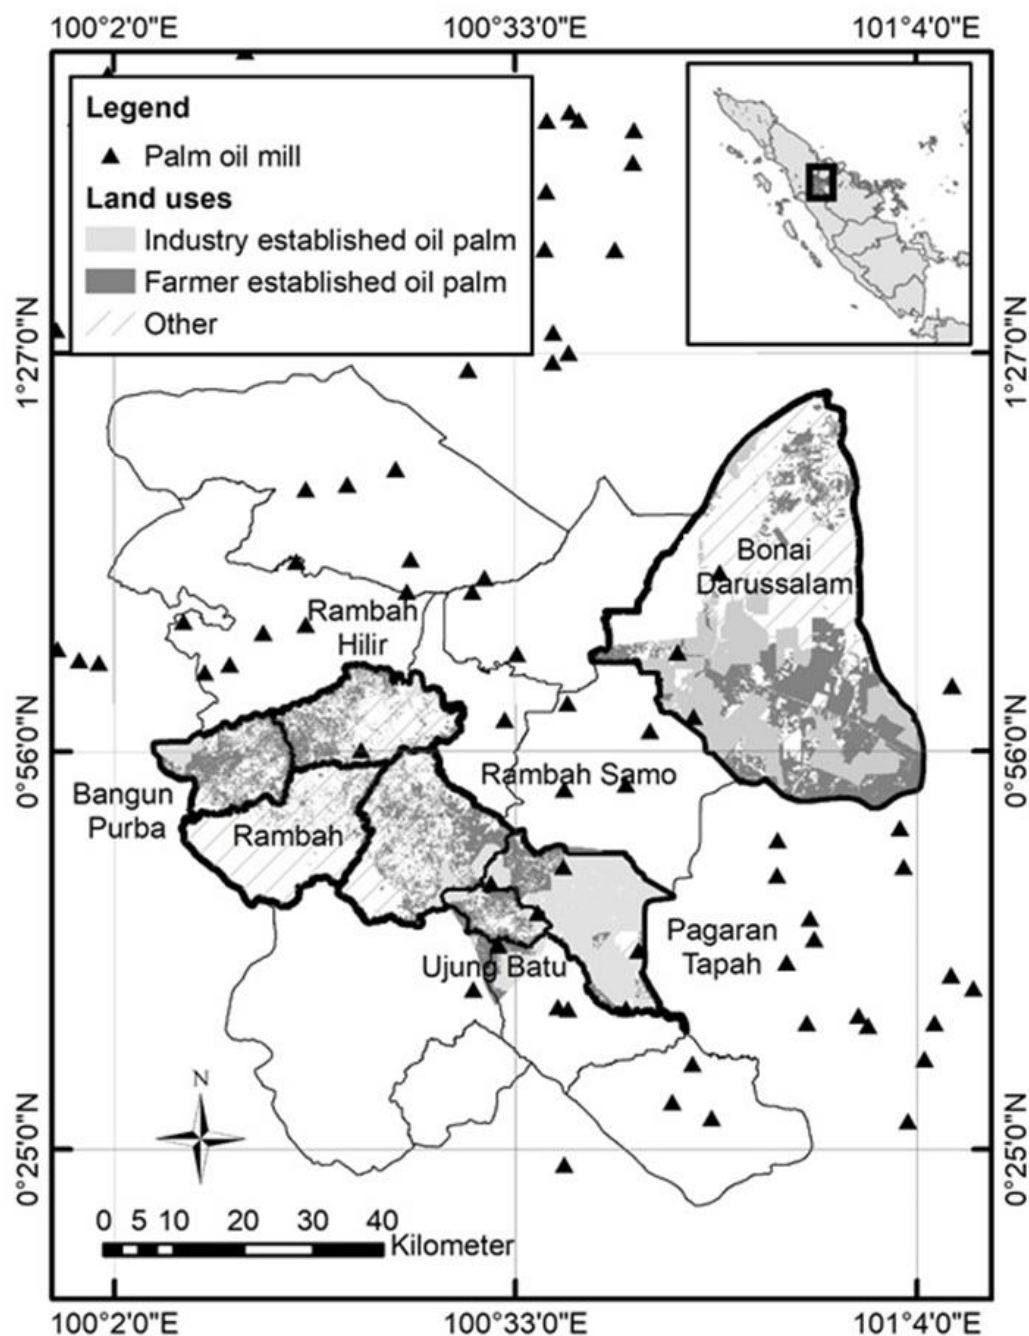 100°2'0"E 100°33'0"E 101°4'0"E
Legend
Palm oil mill
Land uses
Industry established oil palm
Farmer established oil palm
Other
1°27'0"N 1°27'0"N
Bonai
Darussalam
Rambah
Hilir
0°56'0"N 0°56'0"N
Rambah Samo
Bangun
Purba
Rambah
Pagaran
Tapah
Ujung Batu
N
0°25'0"N 0°25'0"N
0 5 10 20 30 40
Kilometer
100°2'0"E 100°33'0"E 101°4'0"E